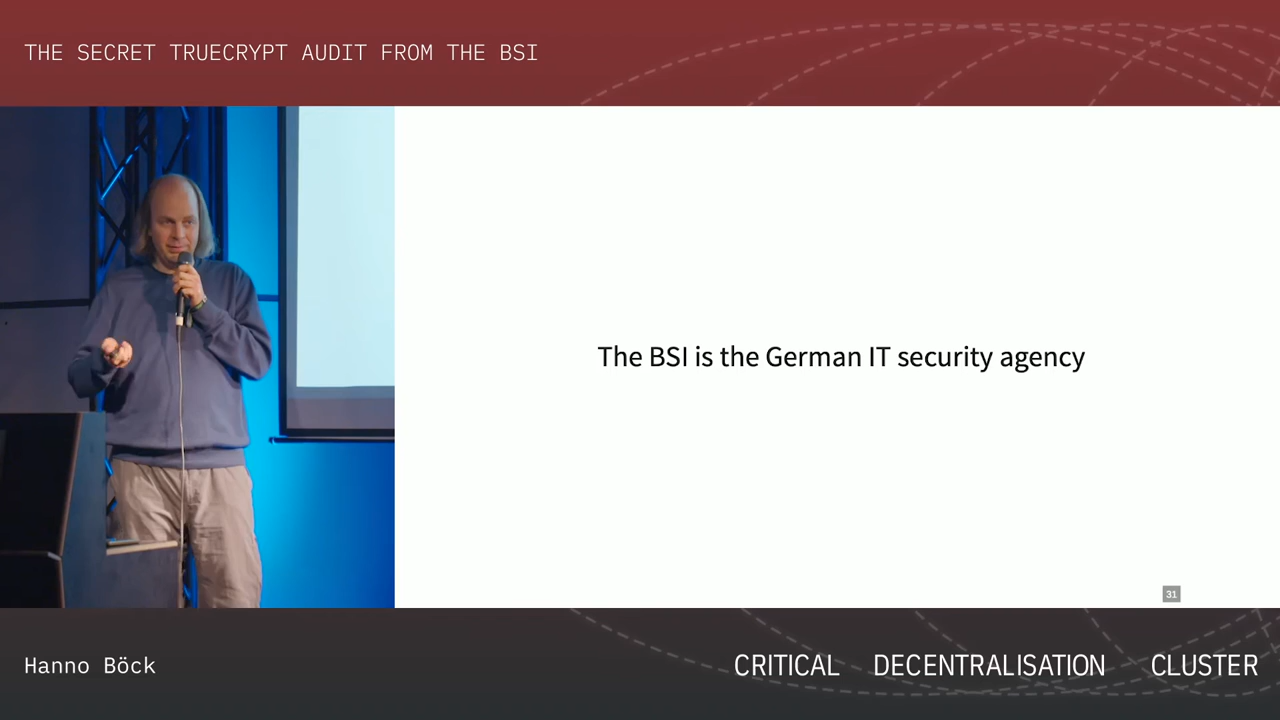 THE SECRET TRUECRYPT AUDIT FROM THE BSI
The BSI is the German IT security agency
31
Hanno Böck
CRITICAL DECENTRALISATION CLUSTER